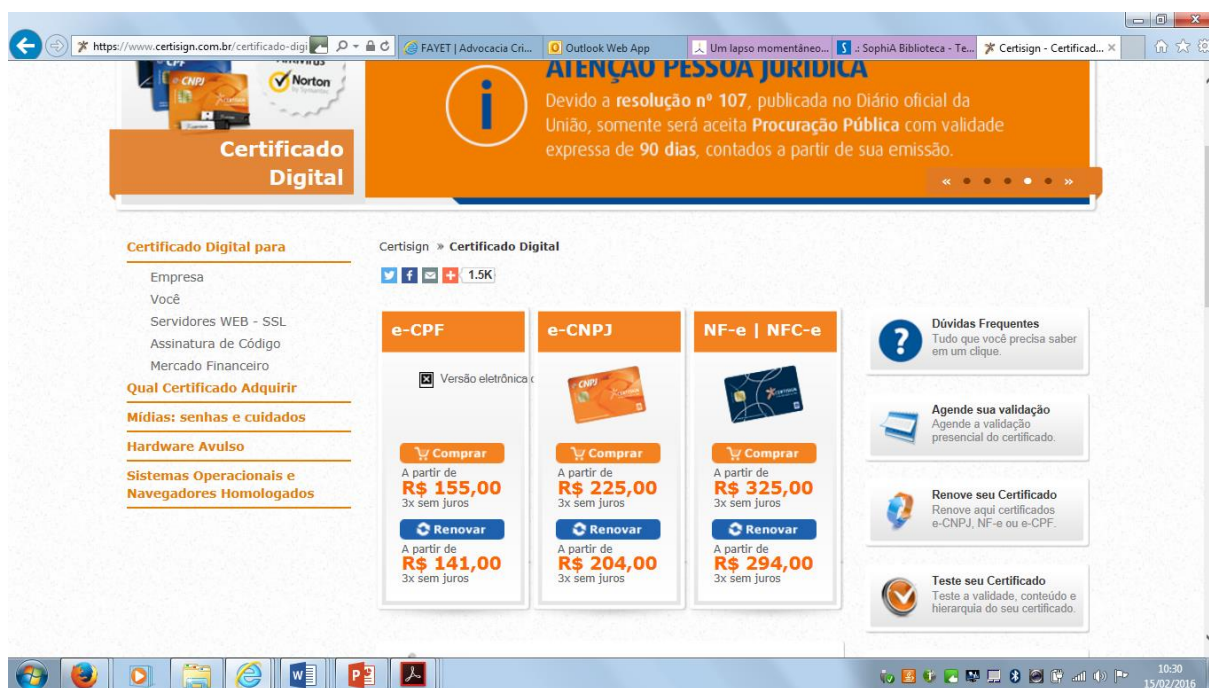 https://www.certisign.com.br/certificado-digi
FAYET | Advocacia Cri...
Outlook Web App
Um lapso momentâneo...
.: SophiA Biblioteca - Te...
Certisign - Certificad...
Norton
by Symantec
CNPJ
Certificado
Digital
ATENÇÃO PESSOA JURÍDICA
Devido a resolução nº 107, publicada no Diário oficial da
União, somente será aceita Procuração Pública com validade
expressa de 90 dias, contados a partir de sua emissão.
« »
Certificado Digital para
Empresa
Você
Servidores WEB - SSL
Assinatura de Código
Mercado Financeiro
Qual Certificado Adquirir
Mídias: senhas e cuidados
Hardware Avulso
Sistemas Operacionais e
Navegadores Homologados
Certisign » Certificado Digital
1.5K
e-CPF
Versão eletrônica
Comprar
A partir de
R$ 155,00
3x sem juros
Renovar
A partir de
R$ 141,00
3x sem juros
e-CNPJ
CNPJ
Comprar
A partir de
R$ 225,00
3x sem juros
Renovar
A partir de
R$ 204,00
3x sem juros
NF-e | NFC-e
Comprar
A partir de
R$ 325,00
3x sem juros
Renovar
A partir de
R$ 294,00
3x sem juros
Dúvidas Frequentes
Tudo que você precisa saber
em um clique.
Agende sua validação
Agende a validação
presencial do certificado.
Renove seu Certificado
Renove aqui certificados
e-CNPJ, NF-e ou e-CPF.
Teste seu Certificado
Teste a validade, conteúdo e
hierarquia do seu certificado.
10:30
15/02/2016